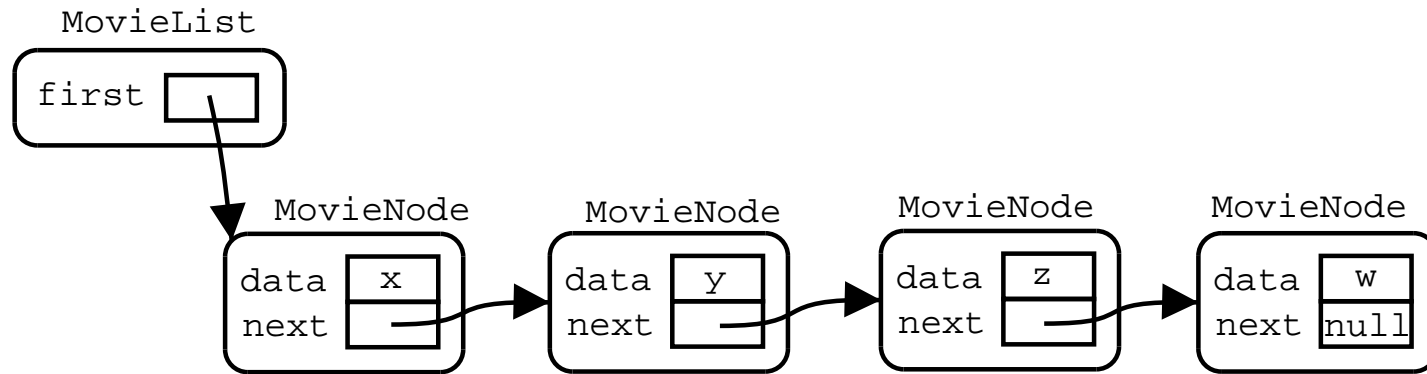 MovieList
first
MovieNode
data x
next
MovieNode
data y
next
MovieNode
data z
next
MovieNode
data w
next null